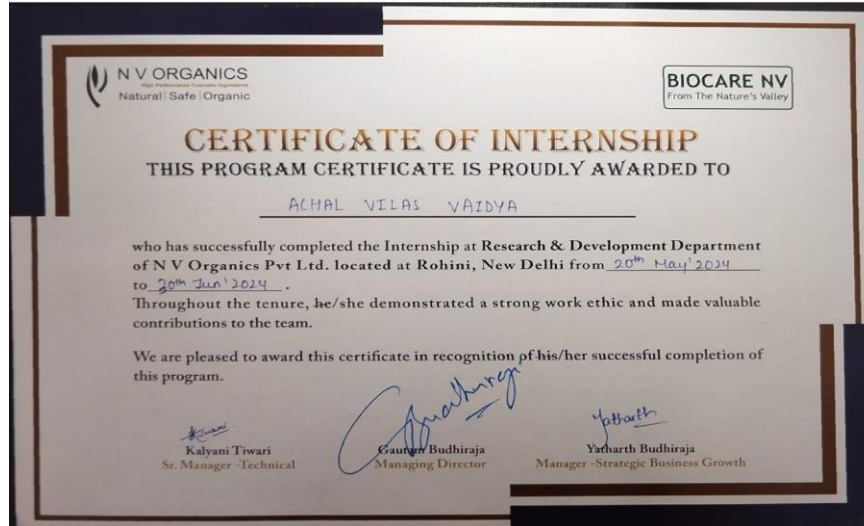 N V ORGANICS
High Performance Cosmetic Ingredients
Natural | Safe | Organic
BIOCARE NV
From The Nature's Valley
CERTIFICATE OF INTERNSHIP
THIS PROGRAM CERTIFICATE IS PROUDLY AWARDED TO
ACHAL VILAS VAIDYA
who has successfully completed the Internship at Research & Development Department
of N V Organics Pvt Ltd. located at Rohini, New Delhi from 20th May'2024
to 20th Jun'2024 .
Throughout the tenure, he/she demonstrated a strong work ethic and made valuable
contributions to the team.
We are pleased to award this certificate in recognition of his/her successful completion of
this program.
Yatharth
Kalyani Tiwari
Gautam Budhiraja
Yatharth Budhiraja
Sr. Manager -Technical
Managing Director
Manager -Strategic Business Growth